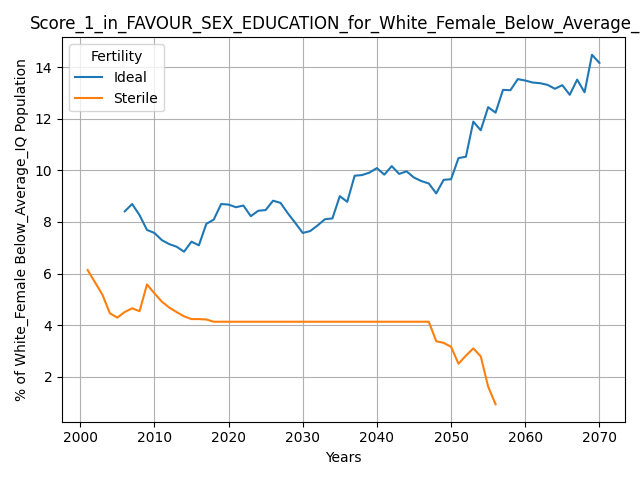 Score_1_in_FAVOUR_SEX_EDUCATION_for_White_Female_Below_Average_
Fertility
Ideal
Sterile
% of White_Female Below_Average_IQ Population
14
12
10
8
6
4
2
2000 2010 2020 2030 2040 2050 2060 2070
Years